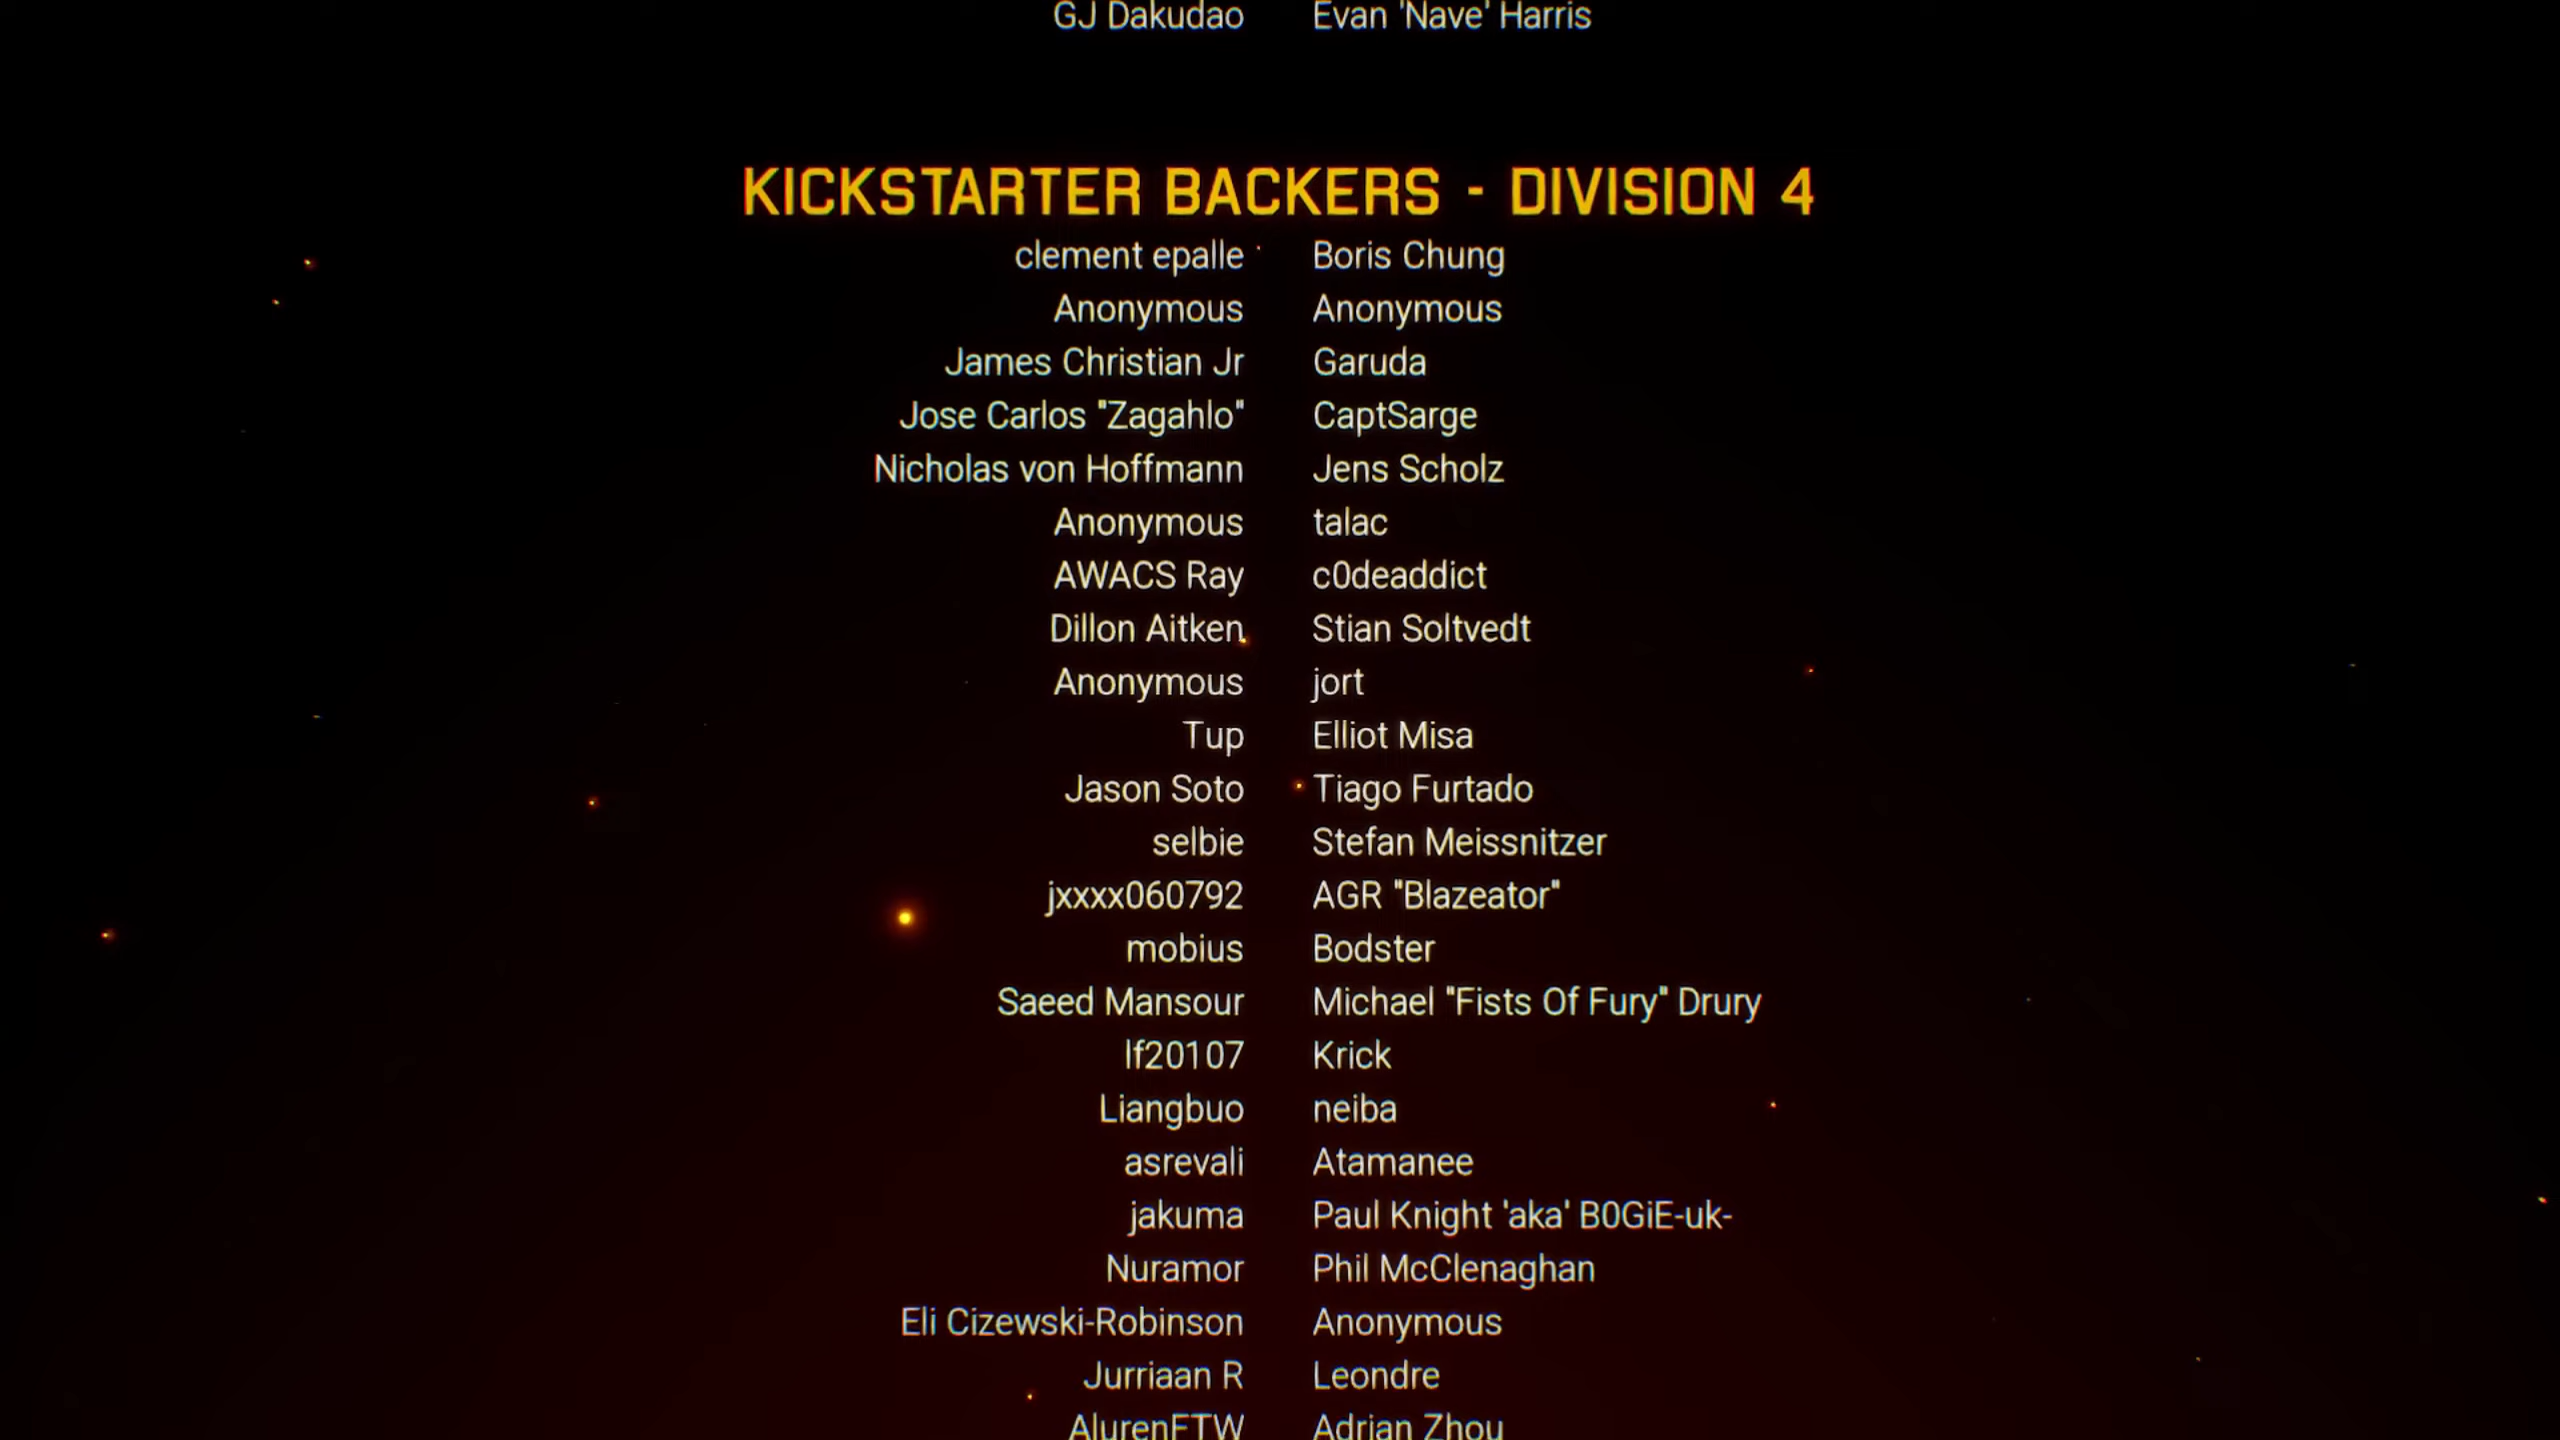 GJ Dakudao Evan 'Nave' Harris
KICKSTARTER BACKERS - DIVISION 4
clement epalle Boris Chung
Anonymous Anonymous
James Christian Jr Garuda
Jose Carlos "Zagahlo" CaptSarge
Nicholas von Hoffmann Jens Scholz
Anonymous talac
AWACS Ray c0deaddict
Dillon Aitken Stian Soltvedt
Anonymous jort
Tup Elliot Misa
Jason Soto Tiago Furtado
selbie Stefan Meissnitzer
jxxxx060792 AGR "Blazeator"
mobius Bodster
Saeed Mansour Michael "Fists Of Fury" Drury
lf20107 Krick
Liangbuo neiba
asrevali Atamanee
jakuma Paul Knight 'aka' B0GiE-uk-
Nuramor Phil McClenaghan
Eli Cizewski-Robinson Anonymous
Jurriaan R Leondre
AlurenFTW Adrian Zhou